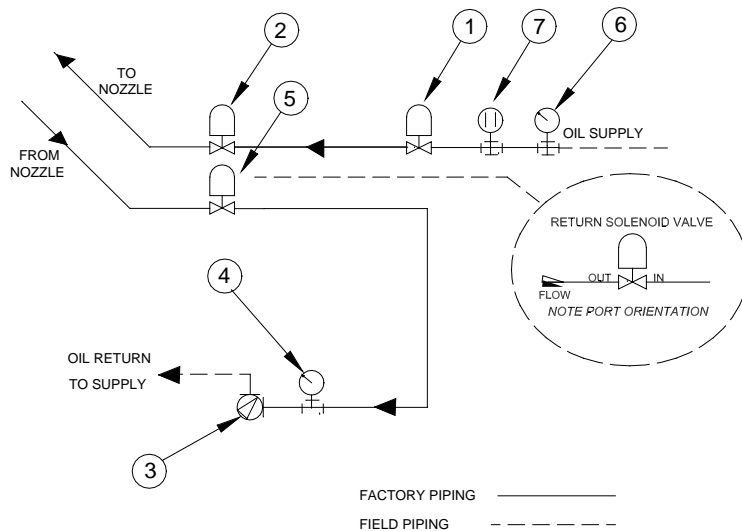 2
1
7
6
TO
NOZZLE
5
OIL SUPPLY
FROM
NOZZLE
RETURN SOLENOID VALVE
OUT
IN
FLOW
NOTE PORT ORIENTATION
4
OIL RETURN
TO SUPPLY
3
FACTORY PIPING
FIELD PIPING